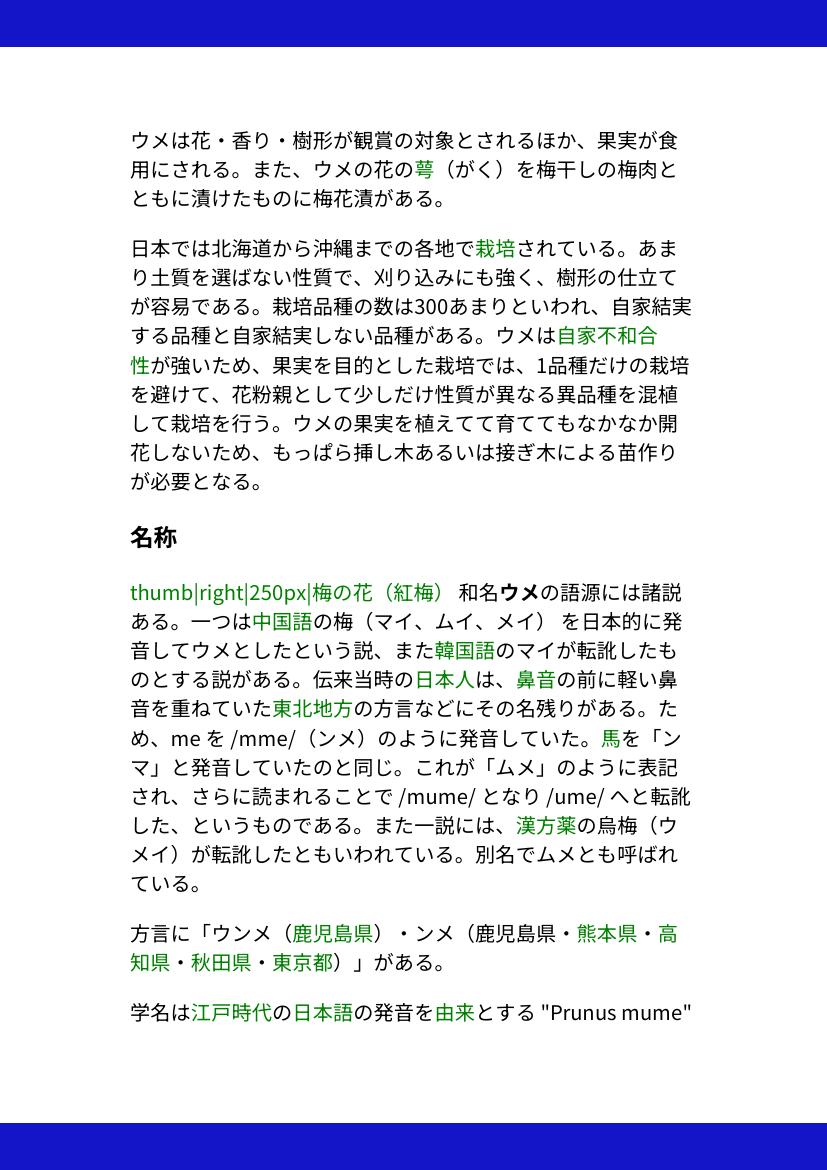 ウメは花・香り・樹形が観賞の対象とされるほか、果実が食
用にされる。また、ウメの花の萼（がく）を梅干しの梅肉と
ともに漬けたものに梅花漬がある。
日本では北海道から沖縄までの各地で栽培されている。あま
り土質を選ばない性質で、刈り込みにも強く、樹形の仕立て
が容易である。栽培品種の数は300あまりといわれ、自家結実
する品種と自家結実しない品種がある。ウメは自家不和合
性が強いため、果実を目的とした栽培では、1品種だけの栽培
を避けて、花粉親として少しだけ性質が異なる異品種を混植
して栽培を行う。ウメの果実を植えてて育ててもなかなか開
花しないため、もっぱら挿し木あるいは接ぎ木による苗作り
が必要となる。
名称
thumb|right|250px|梅の花（紅梅） 和名ウメの語源には諸説
ある。一つは中国語の梅（マイ、ムイ、メイ） を日本的に発
音してウメとしたという説、また韓国語のマイが転訛したも
のとする説がある。伝来当時の日本人は、鼻音の前に軽い鼻
音を重ねていた東北地方の方言などにその名残りがある。た
め、me を /mme/（ンメ）のように発音していた。馬を「ン
マ」と発音していたのと同じ。これが「ムメ」のように表記
され、さらに読まれることで /mume/ となり /ume/ へと転訛
した、というものである。また一説には、漢方薬の烏梅（ウ
メイ）が転訛したともいわれている。別名でムメとも呼ばれ
ている。
方言に「ウンメ（鹿児島県）・ンメ（鹿児島県・熊本県・高
知県・秋田県・東京都）」がある。
学名は江戸時代の日本語の発音を由来とする "Prunus mume"